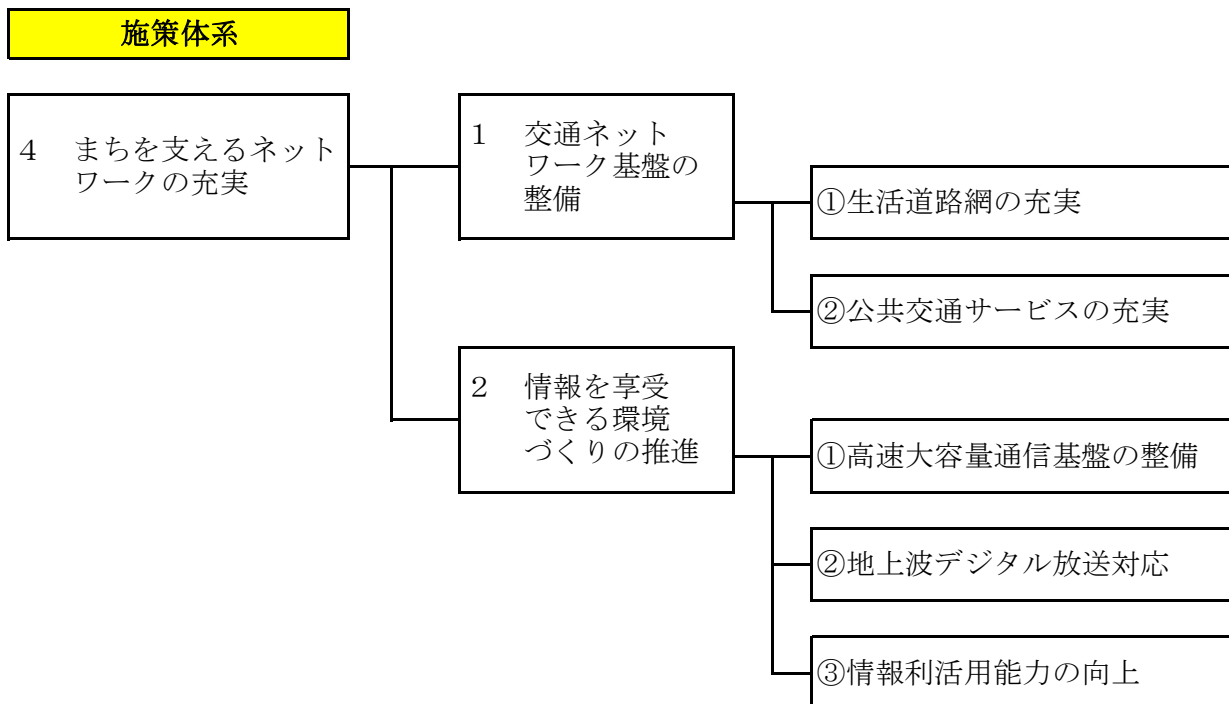 施策体系
4　まちを支えるネット
ワークの充実
1　交通ネット
ワーク基盤の
整備
①生活道路網の充実
②公共交通サービスの充実
2　情報を享受
できる環境
づくりの推進
①高速大容量通信基盤の整備
②地上波デジタル放送対応
③情報利活用能力の向上